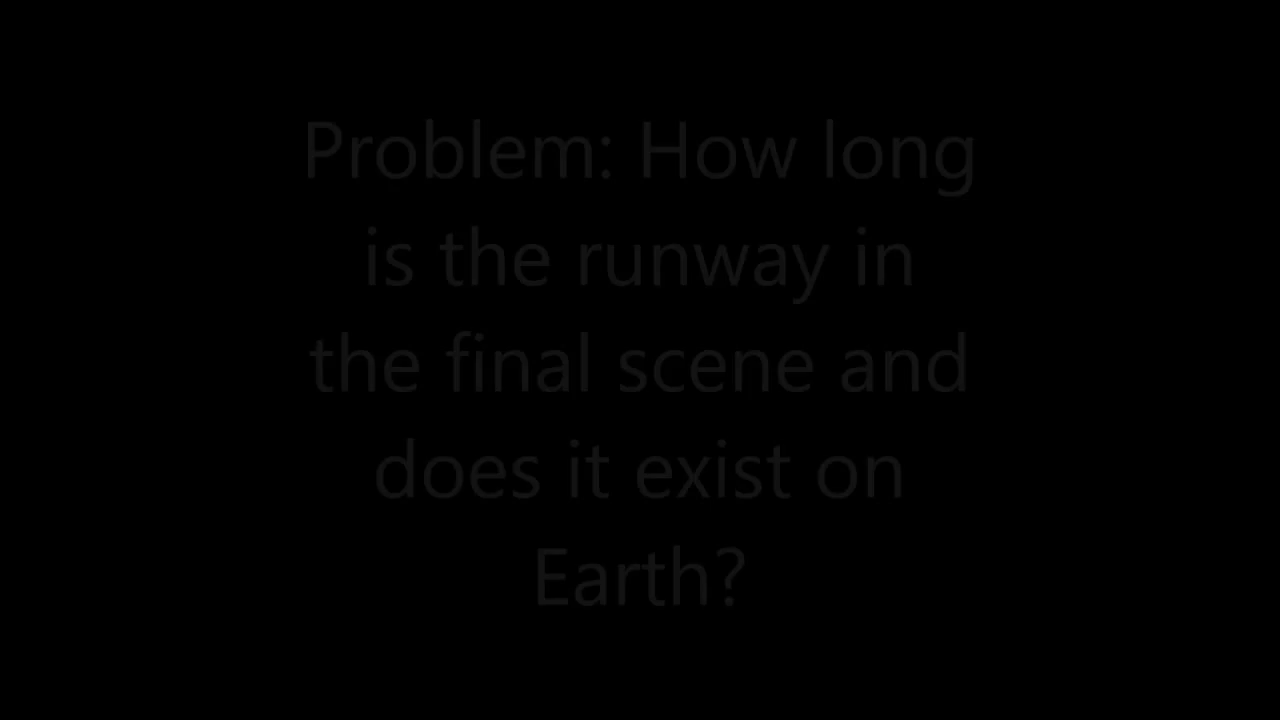 Problem: How long
is the runway in
the final scene and
does it exist on
Earth?